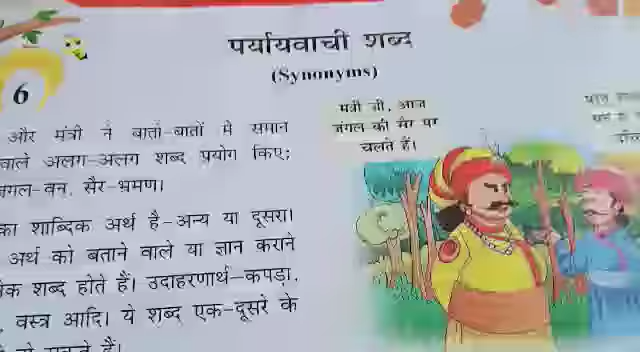 पर्यायवाची शब्द
(Synonyms)
6
मंत्री जी, आज
जंगल की सैर पर
चलते हैं।
और मंत्री ने बातों-बातों में समान
वाले अलग-अलग शब्द प्रयोग किए;
जंगल-वन, सैर-भ्रमण।
का शाब्दिक अर्थ है-अन्य या दूसरा।
अर्थ को बताने वाले या ज्ञान कराने
शब्द होते हैं। उदाहरणार्थ-कपड़ा,
, वस्त्र आदि। ये शब्द एक-दूसरे के